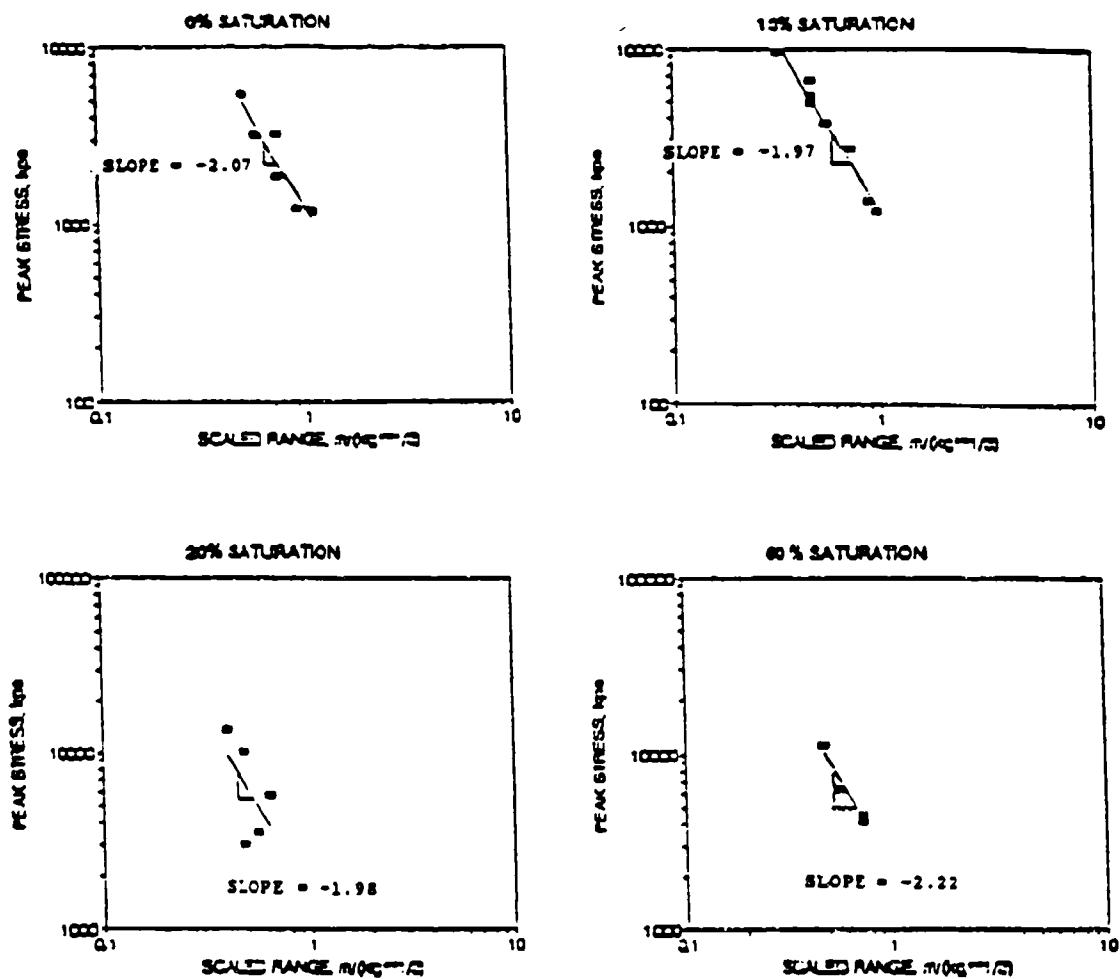 0% SATURATION
10000
1000
100
0.1
1
10
PEAK STRESS, kpa
SLOPE = -2.07
SCALED RANGE,
13% SATURATION
10000
1000
100
0.1
1
10
PEAK STRESS, kpa
SLOPE = -1.97
SCALED RANGE,
20% SATURATION
100000
10000
1000
0.1
1
10
PEAK STRESS, kpa
SLOPE = -1.98
SCALED RANGE,
60 % SATURATION
100000
10000
1000
0.1
1
10
PEAK STRESS, kpa
SLOPE = -2.22
SCALED RANGE,